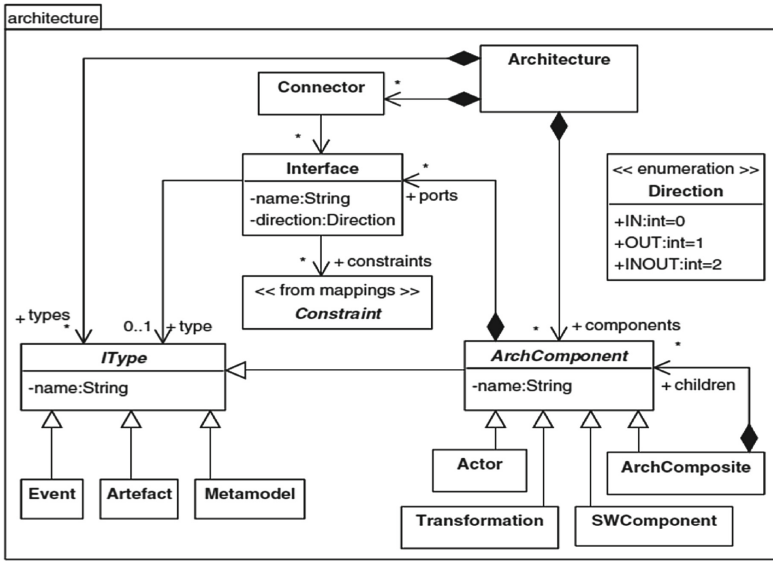 architecture
Architecture
Connector
*
*
Interface
-name:String
-direction:Direction
*
+ ports
<< enumeration >>
Direction
+IN:int=0
+OUT:int=1
+INOUT:int=2
* + constraints
<< from mappings >>
Constraint
+ types
*
0..1 + type
* + components
IType
-name:String
ArchComponent
-name:String
*
+ children
Event
Artefact
Metamodel
Actor
ArchComposite
Transformation
SWComponent